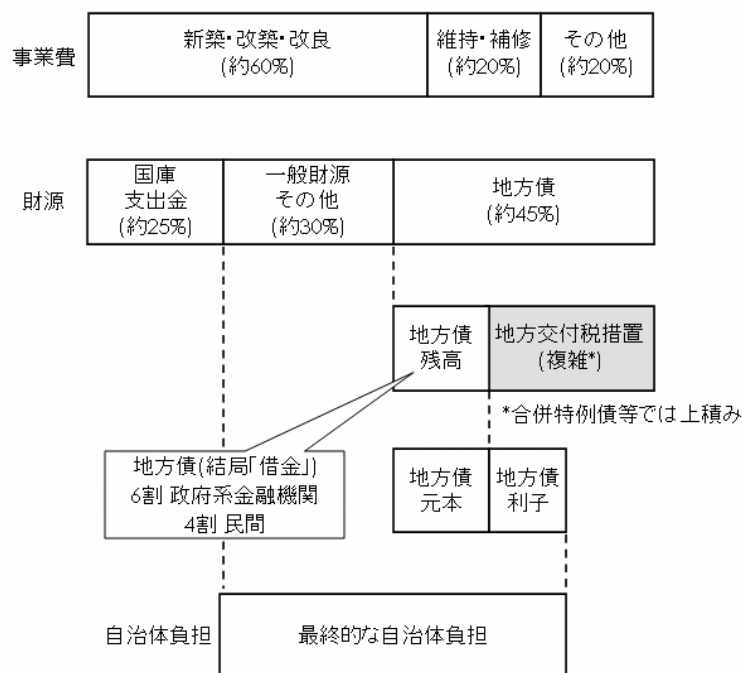 事業費
新築・改築・改良
(約60%)
維持・補修
(約20%)
その他
(約20%)
財源
国庫
支出金
(約25%)
一般財源
その他
(約30%)
地方債
(約45%)
地方債
残高
地方交付税措置
(複雑*)
*合併特例債等では上積み
地方債(結局「借金」)
6割 政府系金融機関
4割 民間
地方債
元本
地方債
利子
自治体負担
最終的な自治体負担